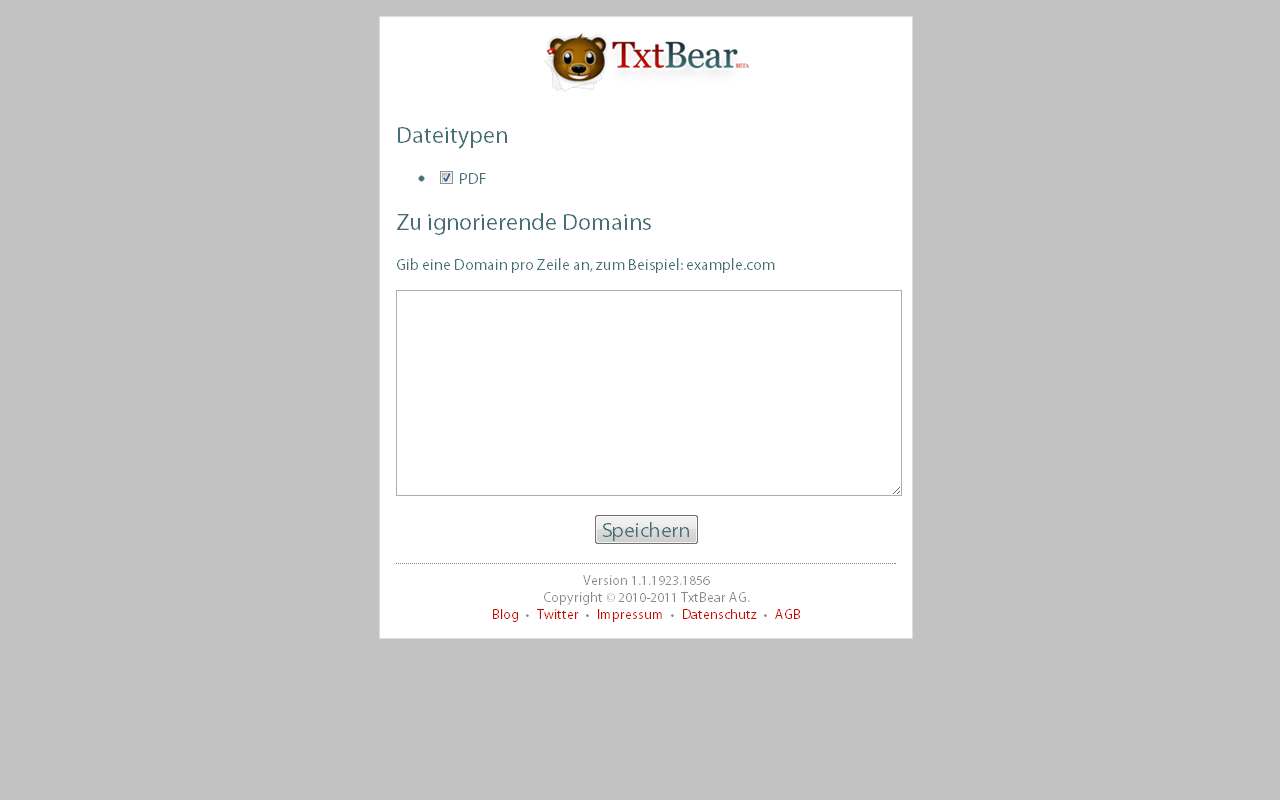 TxtBear BETA
Dateitypen
PDF
Zu ignorierende Domains
Gib eine Domain pro Zeile an, zum Beispiel: example.com
Speichern
Version 1.1.1923.1856
Copyright © 2010-2011 TxtBear AG.
Blog • Twitter • Impressum • Datenschutz • AGB